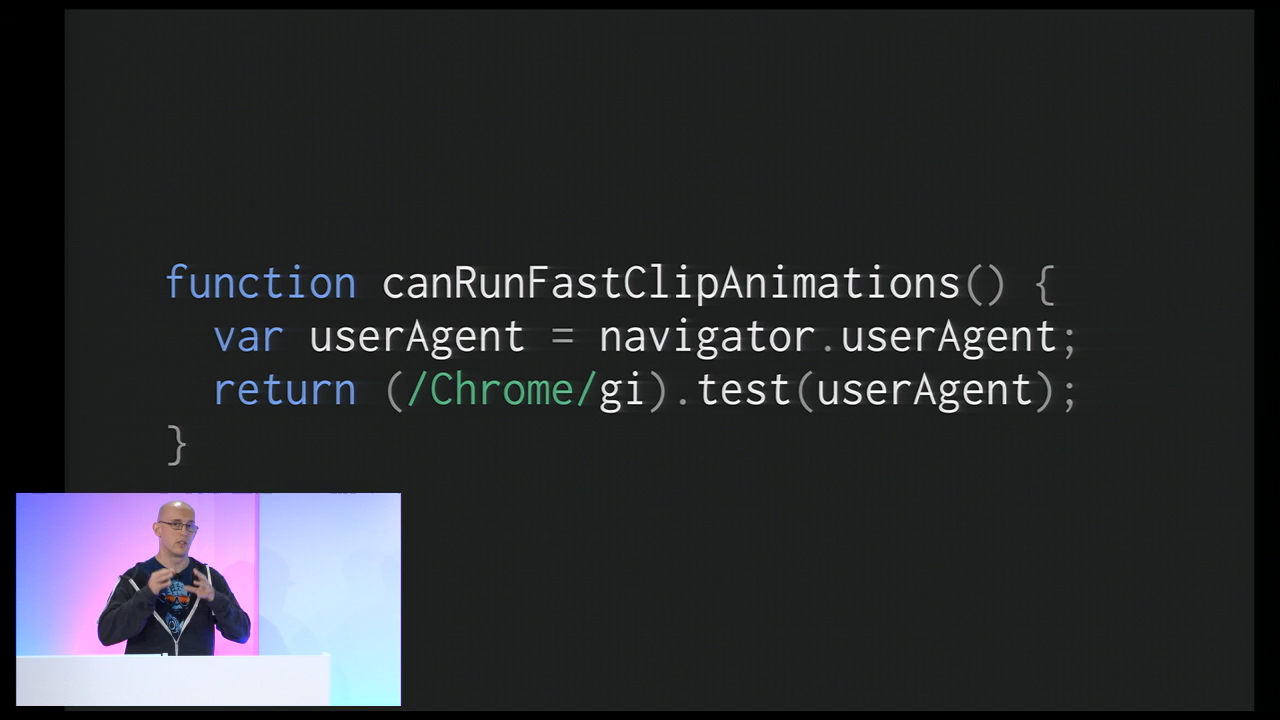 function canRunFastClipAnimations() {
  var userAgent = navigator.userAgent;
  return (/Chrome/gi).test(userAgent);
}